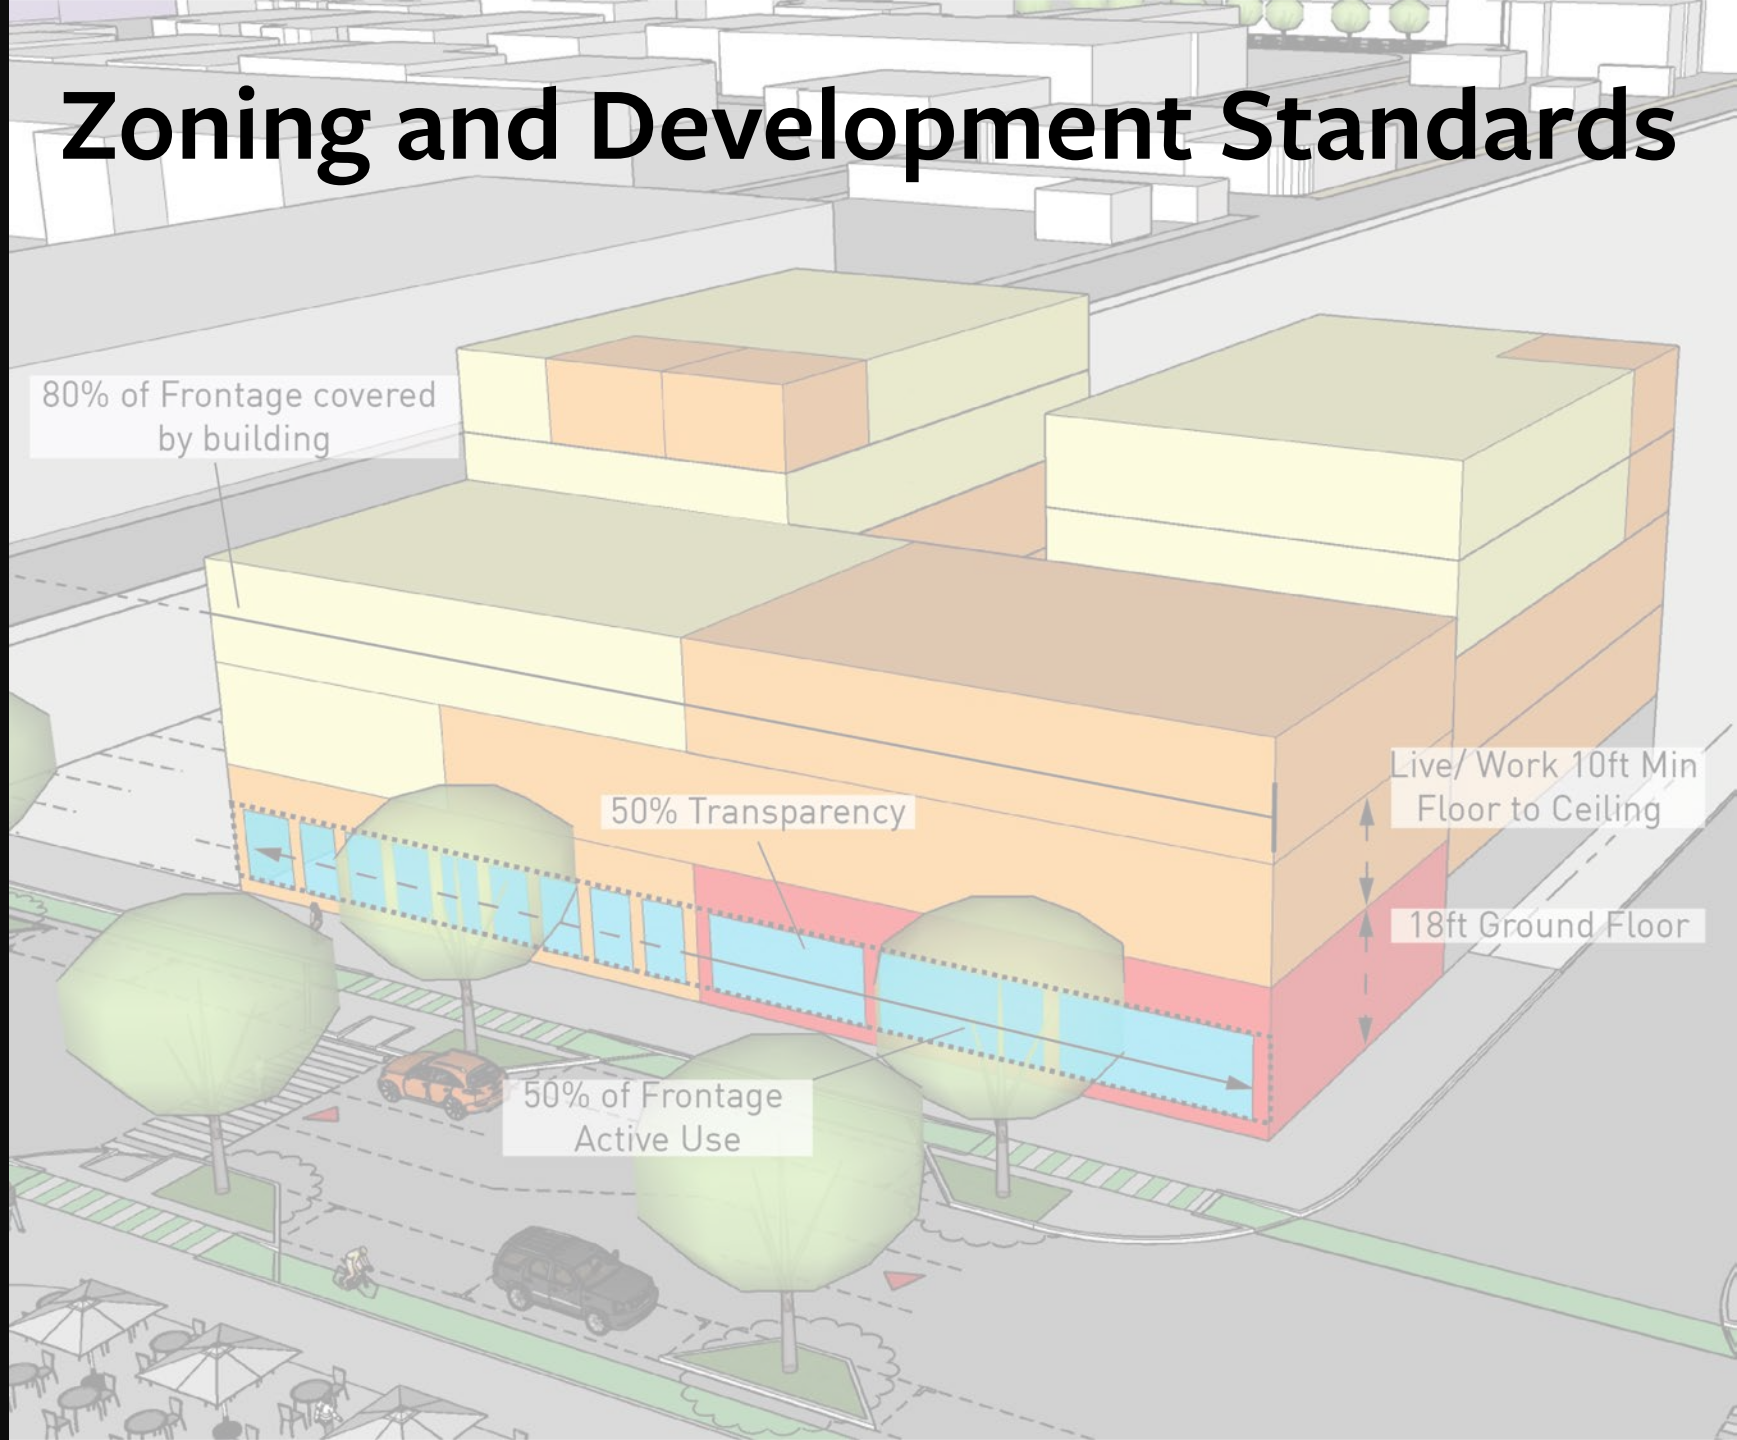 Zoning and Development Standards
80% of Frontage covered
by building
Live/ Work 10ft Min
Floor to Ceiling
50% Transparency
18ft Ground Floor
50% of Frontage
Active Use